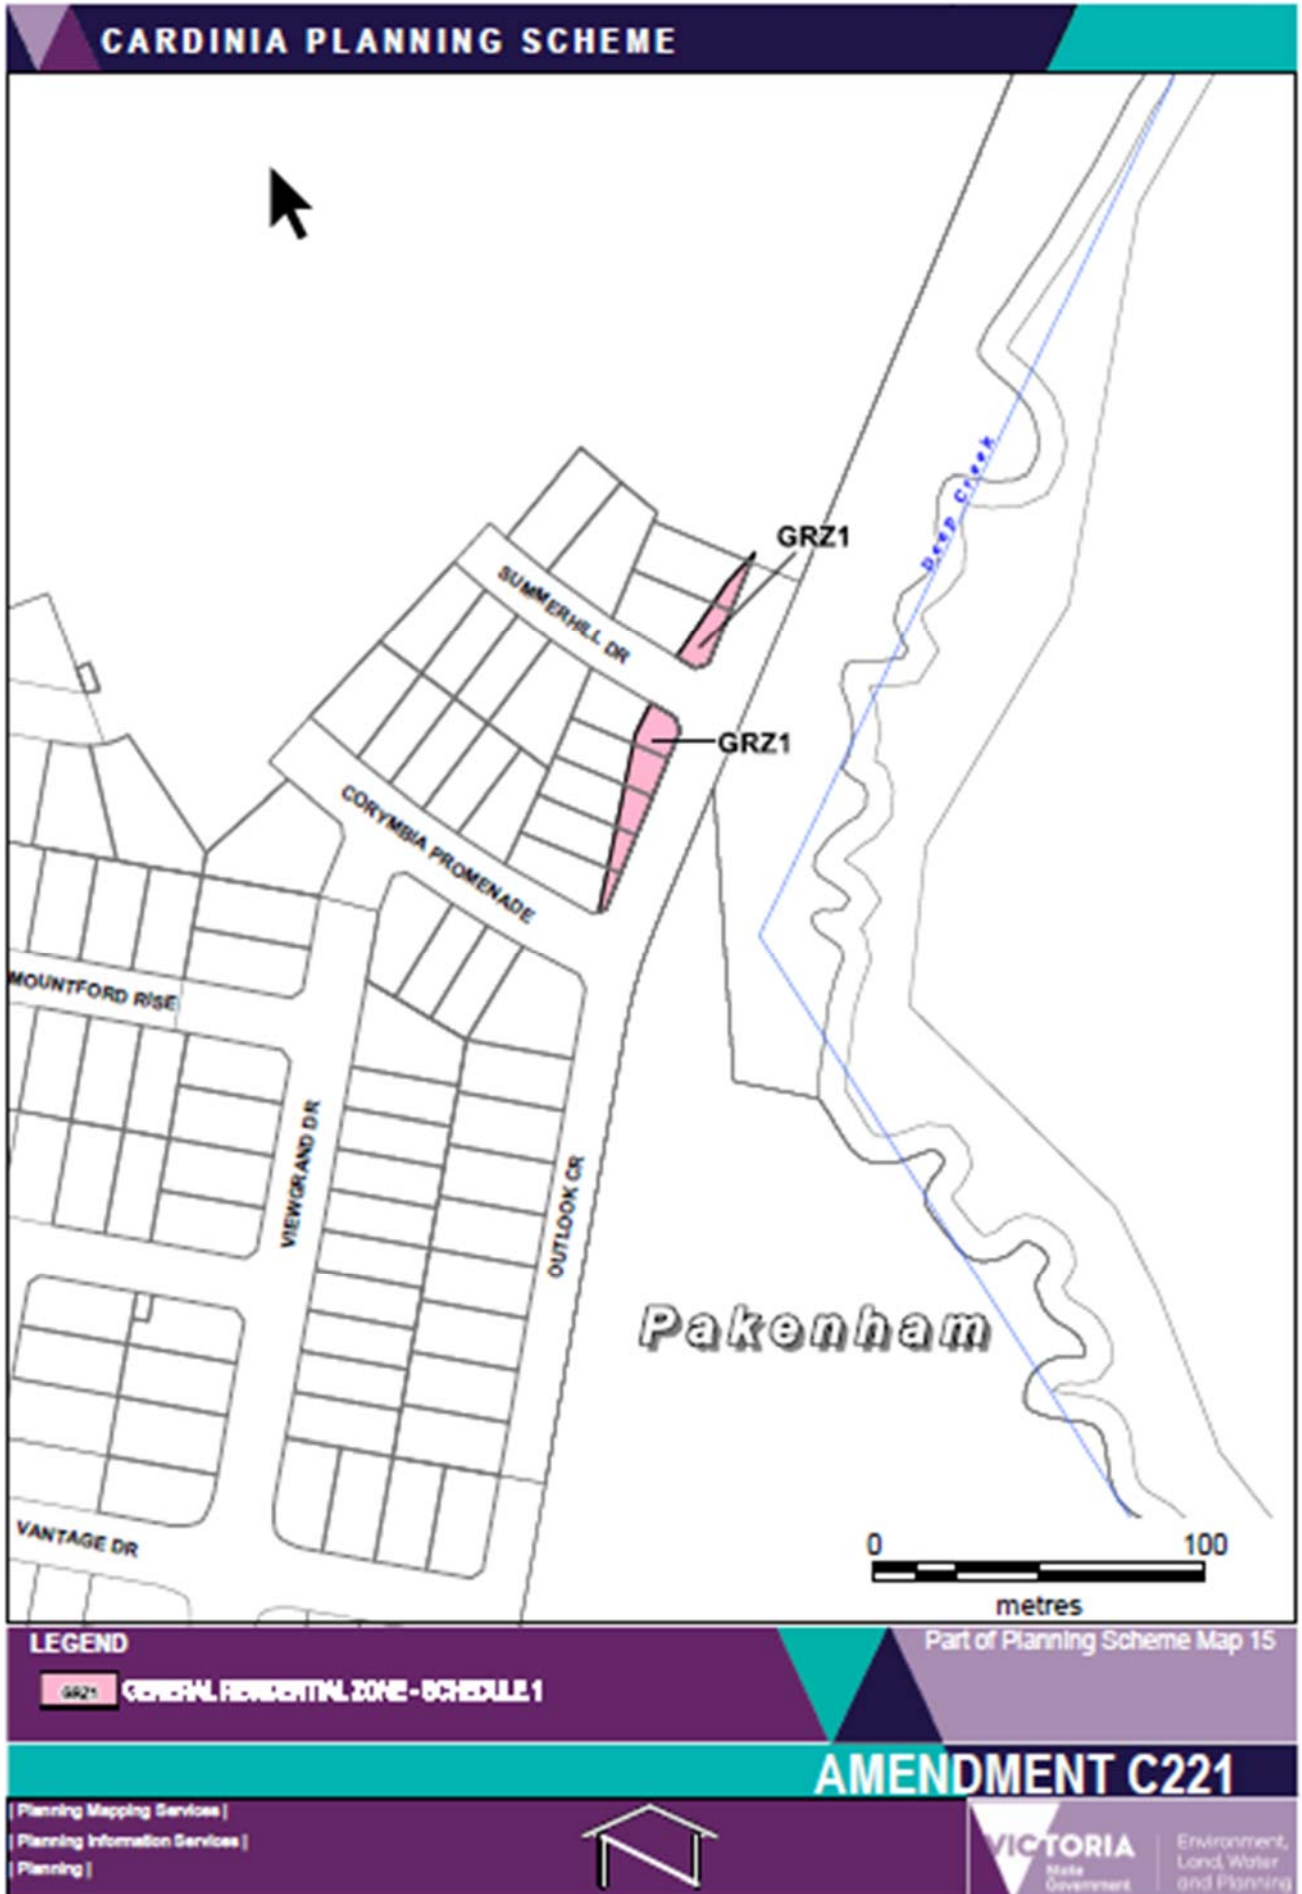 CARDINIA PLANNING SCHEME
Deep Creek
GRZ1
SUMMERHILL DR
GRZ1
CORYMBIA PROMENADE
MOUNTFORD RISE
VIEWGRAND DR
OUTLOOK CR
Pakenham
VANTAGE DR
0 100
metres
LEGEND
Part of Planning Scheme Map 15
GRZ1 GENERAL RESIDENTIAL ZONE - SCHEDULE 1
AMENDMENT C221
| Planning Mapping Services |
| Planning Information Services |
| Planning |
VICTORIA
State
Government
Environment,
Land, Water
and Planning